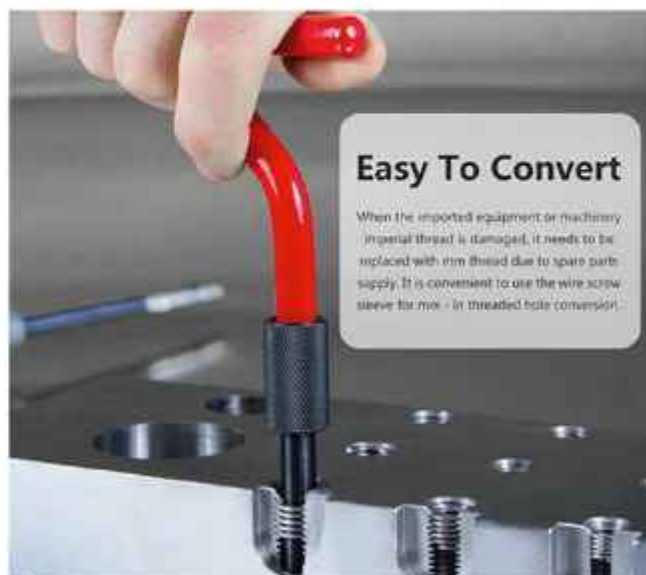 Easy To Convert
When the imported equipment or machinery
imperial thread is damaged, it needs to be
replaced with mm thread due to spare parts
supply. It is convenient to use the wire screw
sleeve for mm - in threaded hole conversion.